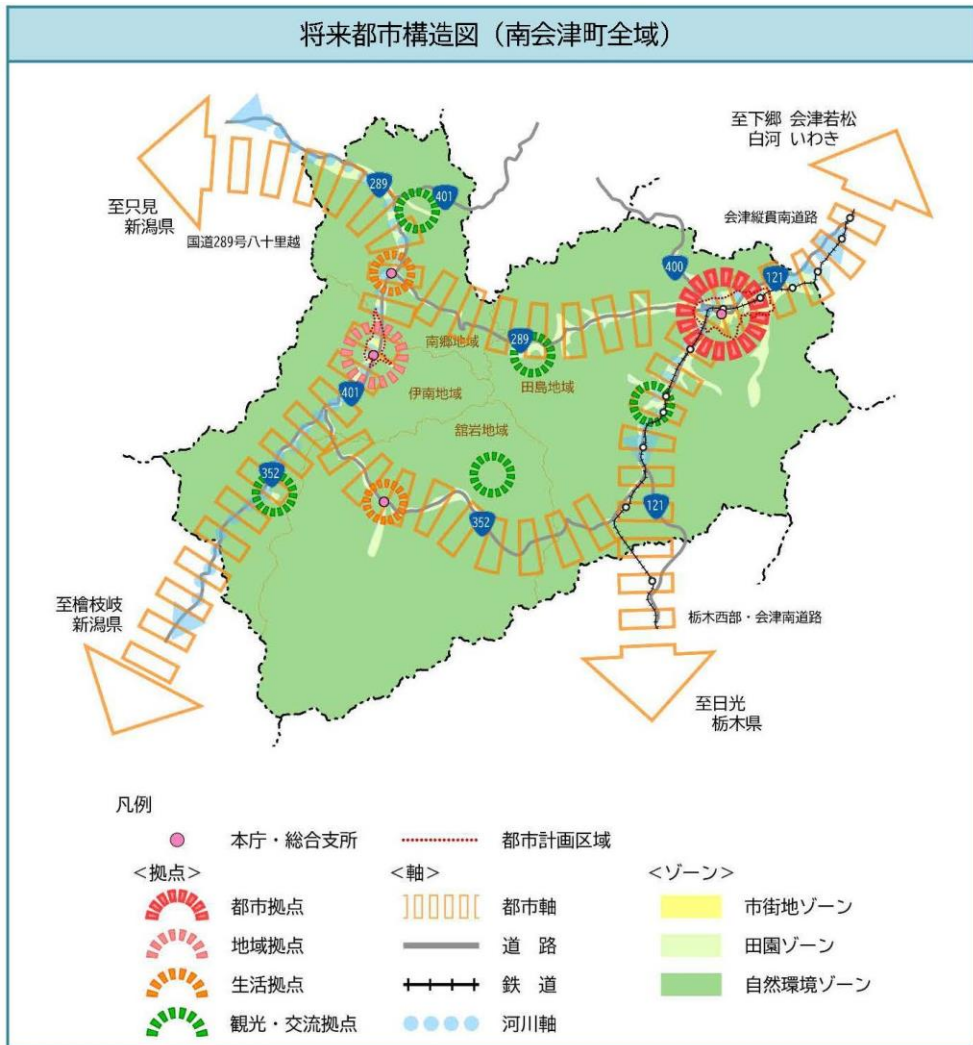 将来都市構造図（南会津町全域）
至下郷 会津若松
白河 いわき
至只見
新潟県
国道289号八十里越
会津縦貫南道路
289
401
400
121
289
南郷地域
田島地域
伊南地域
401
舘岩地域
352
352
121
至檜枝岐
新潟県
栃木西部・会津南道路
至日光
栃木県
凡例
本庁・総合支所
都市計画区域
＜拠点＞
＜軸＞
＜ゾーン＞
都市拠点
都市軸
市街地ゾーン
地域拠点
道 路
田園ゾーン
生活拠点
鉄 道
自然環境ゾーン
観光・交流拠点
河川軸